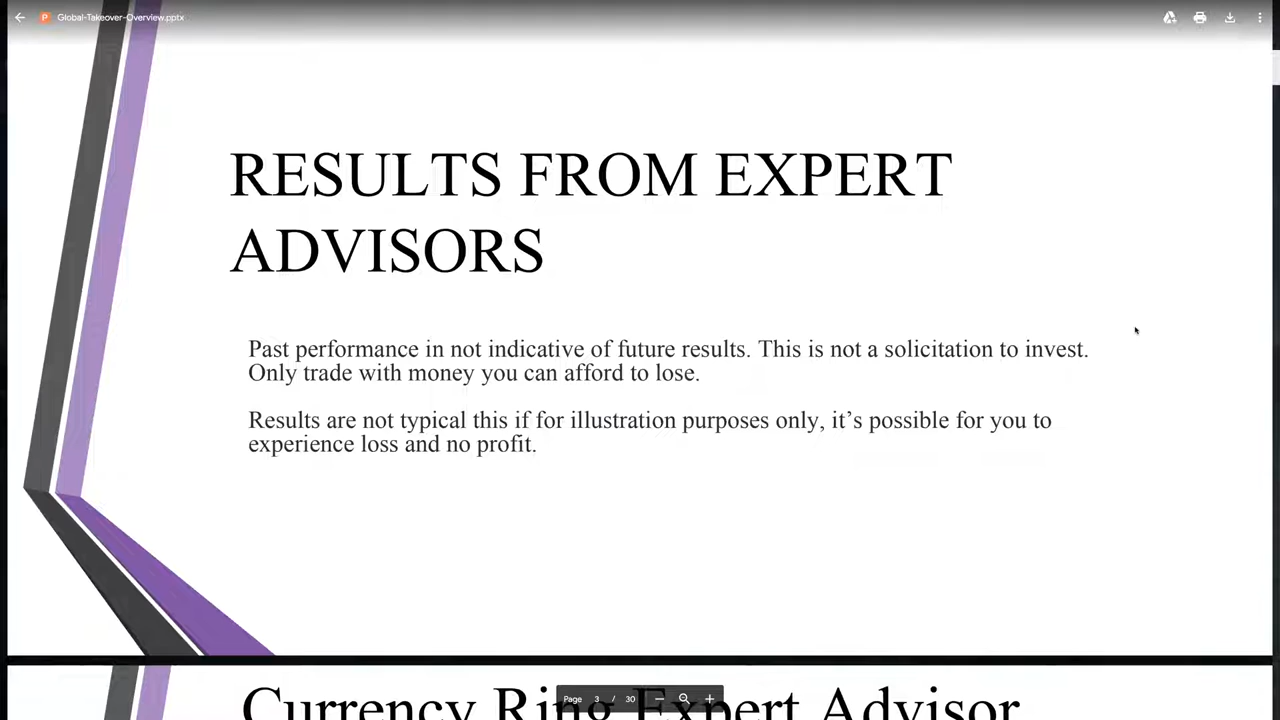 Global-Takeover-Overview.pptx
RESULTS FROM EXPERT
ADVISORS
Past performance in not indicative of future results. This is not a solicitation to invest.
Only trade with money you can afford to lose.
Results are not typical this if for illustration purposes only, it’s possible for you to
experience loss and no profit.
Currency Ring Expert Advisor
Page 3 / 30